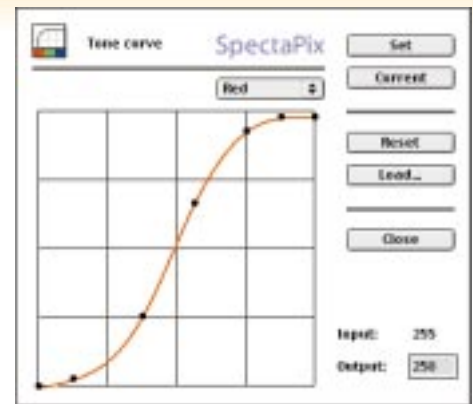 Tone curve
SpectaPix
Set
Current
Red
Reset
Load...
Close
Input: 255
Output: 250